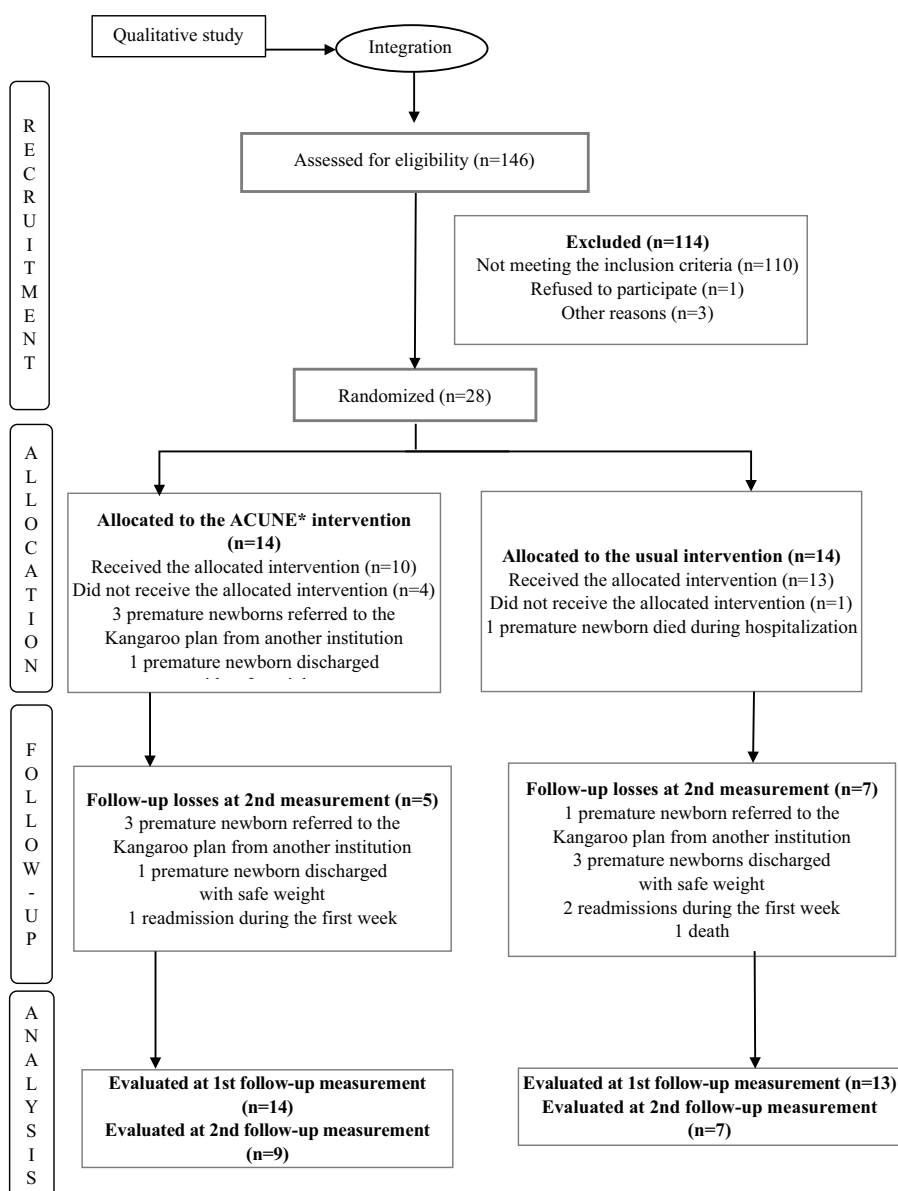 Qualitative study
Integration
RECRUITMENT
Assessed for eligibility (n=146)
Excluded (n=114)
Not meeting the inclusion criteria (n=110)
Refused to participate (n=1)
Other reasons (n=3)
Randomized (n=28)
ALLOCATION
Allocated to the ACUNE* intervention
(n=14)
Received the allocated intervention (n=10)
Did not receive the allocated intervention (n=4)
3 premature newborns referred to the
Kangaroo plan from another institution
1 premature newborn discharged
Allocated to the usual intervention (n=14)
Received the allocated intervention (n=13)
Did not receive the allocated intervention (n=1)
1 premature newborn died during hospitalization
FOLLOW-UP
Follow-up losses at 2nd measurement (n=5)
3 premature newborn referred to the
Kangaroo plan from another institution
1 premature newborn discharged
with safe weight
1 readmission during the first week
Follow-up losses at 2nd measurement (n=7)
1 premature newborn referred to the
Kangaroo plan from another institution
3 premature newborns discharged
with safe weight
2 readmissions during the first week
1 death
ANALYSIS
Evaluated at 1st follow-up measurement
(n=14)
Evaluated at 2nd follow-up measurement
(n=9)
Evaluated at 1st follow-up measurement (n=13)
Evaluated at 2nd follow-up measurement
(n=7)